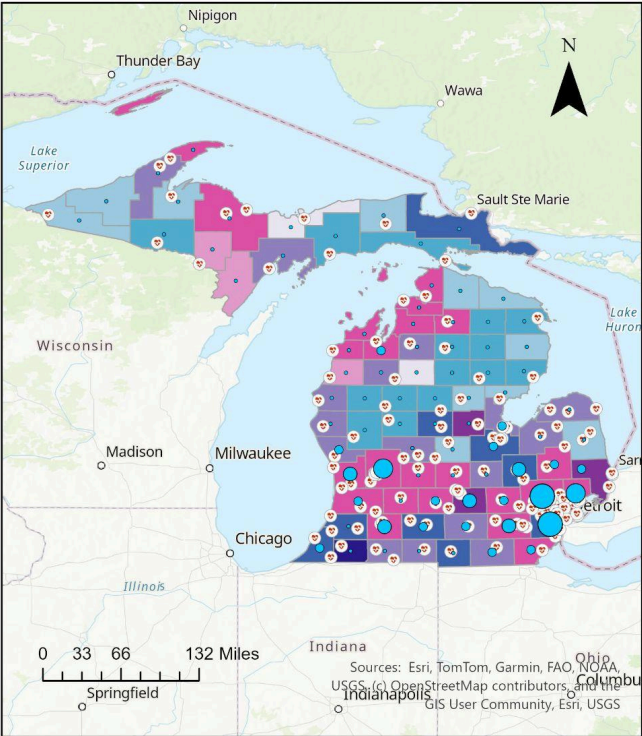 Nipigon
Thunder Bay
N
Wawa
Lake
Superior
Sault Ste Marie
Lake
Huron
Wisconsin
Madison
Milwaukee
Sar
etroit
Chicago
Illinois
0 33 66 132 Miles
Indiana
Ohio
Sources: Esri, TomTom, Garmin, FAO, NOAA,
USGS, (c) OpenStreetMap contributors, and the
GIS User Community, Esri, USGS
Columbu
Springfield
Indianapolis